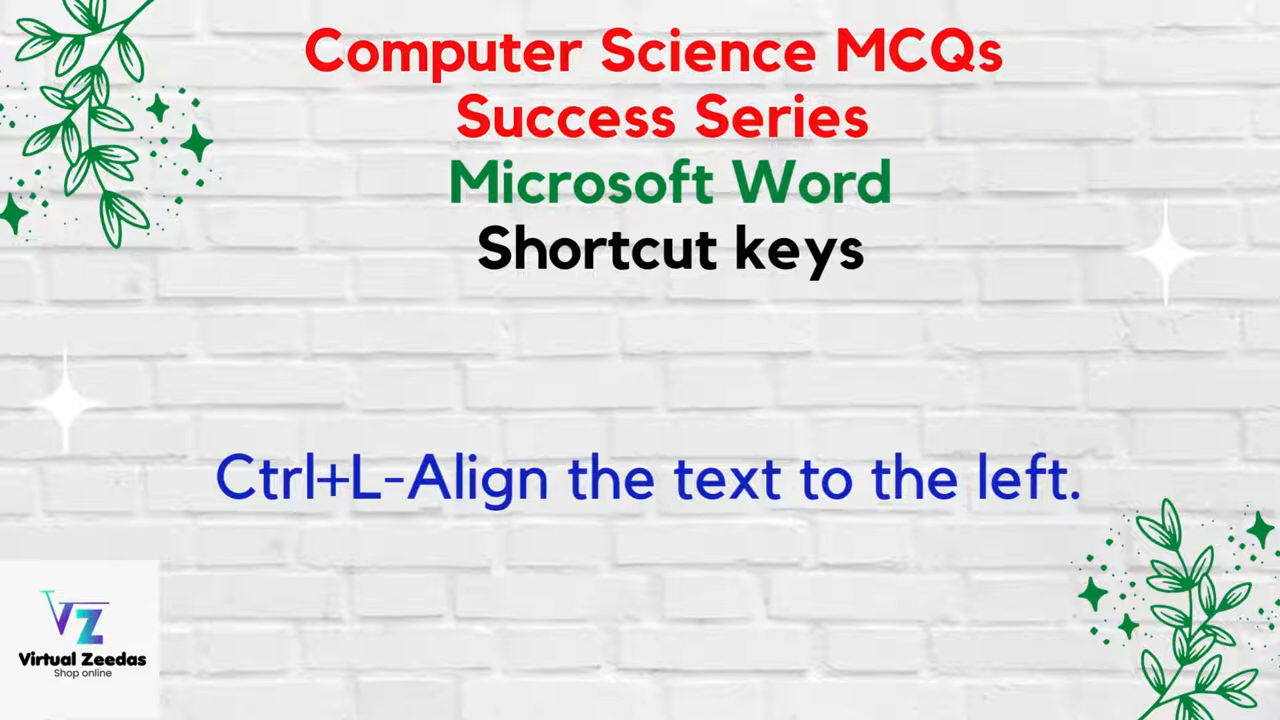 Computer Science MCQs
Success Series
Microsoft Word
Shortcut keys
Ctrl+L-Align the text to the left.
VZ
Virtual Zeedas
Shop online